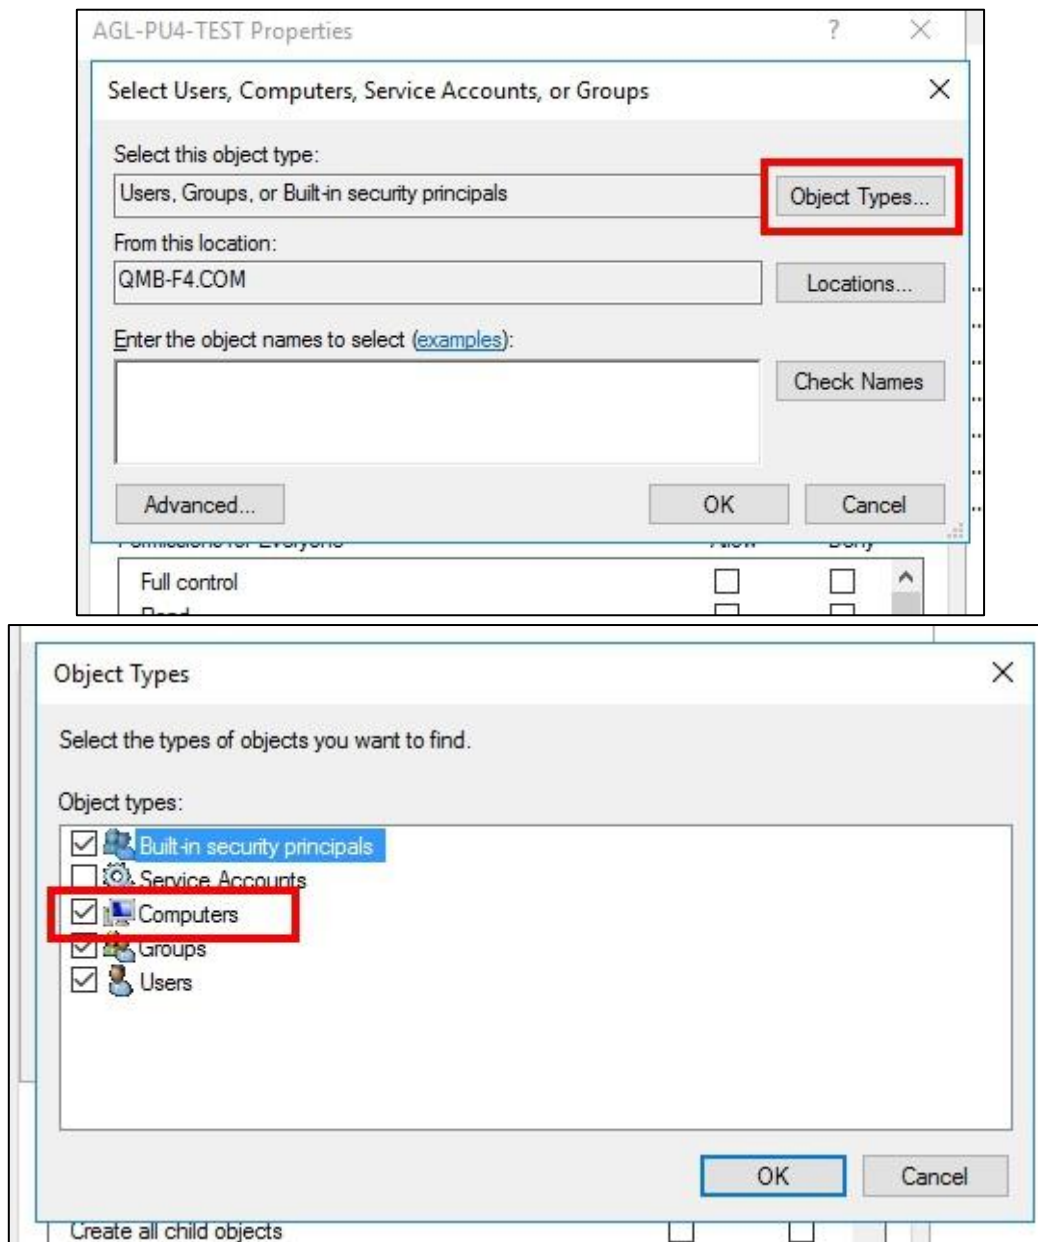 AGL-PU4-TEST Properties
Select Users, Computers, Service Accounts, or Groups
Select this object type:
Users, Groups, or Built-in security principals
Object Types...
From this location:
QMB-F4.COM
Locations...
Enter the object names to select (examples):
Check Names
Advanced...
OK
Cancel
Full control
Object Types
Select the types of objects you want to find.
Object types:
Built-in security principals
Service Accounts
Computers
Groups
Users
OK
Cancel
Create all child objects